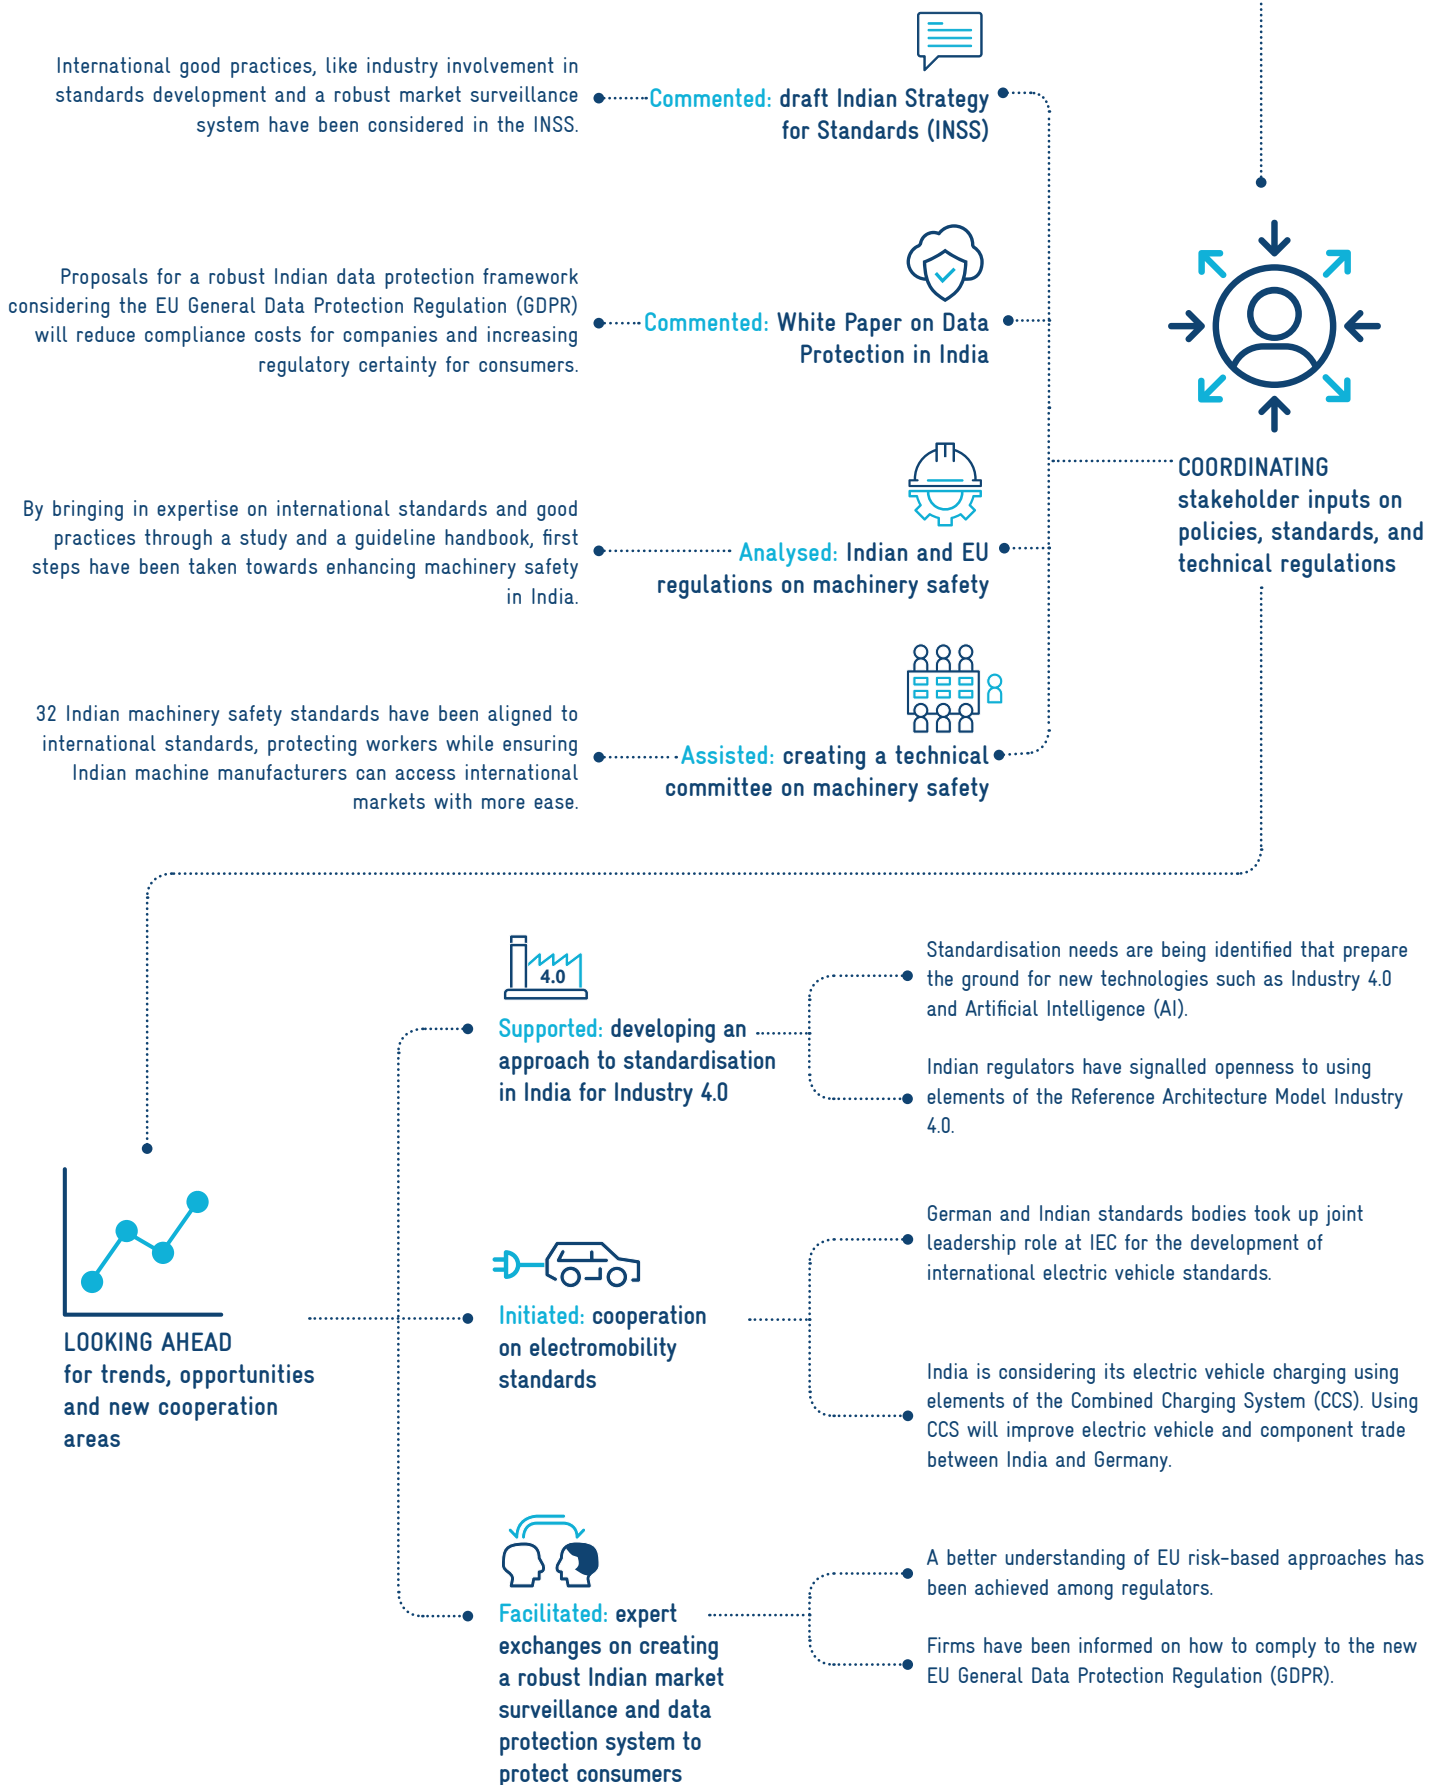 International good practices, like industry involvement in
standards development and a robust market surveillance
system have been considered in the INSS.
Commented: draft Indian Strategy
for Standards (INSS)
Proposals for a robust Indian data protection framework
considering the EU General Data Protection Regulation (GDPR)
will reduce compliance costs for companies and increasing
regulatory certainty for consumers.
Commented: White Paper on Data
Protection in India
COORDINATING
stakeholder inputs on
policies, standards, and
technical regulations
By bringing in expertise on international standards and good
practices through a study and a guideline handbook, first
steps have been taken towards enhancing machinery safety
in India.
Analysed: Indian and EU
regulations on machinery safety
32 Indian machinery safety standards have been aligned to
international standards, protecting workers while ensuring
Indian machine manufacturers can access international
markets with more ease.
Assisted: creating a technical
committee on machinery safety
LOOKING AHEAD
for trends, opportunities
and new cooperation
areas
4.0
Supported: developing an
approach to standardisation
in India for Industry 4.0
Standardisation needs are being identified that prepare
the ground for new technologies such as Industry 4.0
and Artificial Intelligence (AI).
Indian regulators have signalled openness to using
elements of the Reference Architecture Model Industry
4.0.
Initiated: cooperation
on electromobility
standards
German and Indian standards bodies took up joint
leadership role at IEC for the development of
international electric vehicle standards.
India is considering its electric vehicle charging using
elements of the Combined Charging System (CCS). Using
CCS will improve electric vehicle and component trade
between India and Germany.
Facilitated: expert
exchanges on creating
a robust Indian market
surveillance and data
protection system to
protect consumers
A better understanding of EU risk-based approaches has
been achieved among regulators.
Firms have been informed on how to comply to the new
EU General Data Protection Regulation (GDPR).